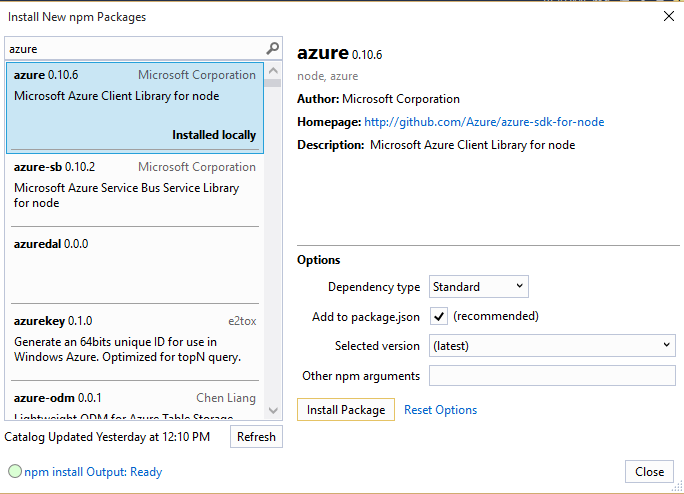 Install New npm Packages
azure
azure 0.10.6 Microsoft Corporation
Microsoft Azure Client Library for node
Installed locally
azure-sb 0.10.2 Microsoft Corporation
Microsoft Azure Service Bus Service Library
for node
azuredal 0.0.0
azurekey 0.1.0 e2tox
Generate an 64bits unique ID for use in
Windows Azure. Optimized for topN query.
azure-odm 0.0.1 Chen Liang
Lightweight ODM for Azure Table Storage
Catalog Updated Yesterday at 12:10 PM
Refresh
azure 0.10.6
node, azure
Author: Microsoft Corporation
Homepage: http://github.com/Azure/azure-sdk-for-node
Description: Microsoft Azure Client Library for node
Options
Dependency type Standard
Add to package.json (recommended)
Selected version (latest)
Other npm arguments
Install Package Reset Options
npm install Output: Ready
Close